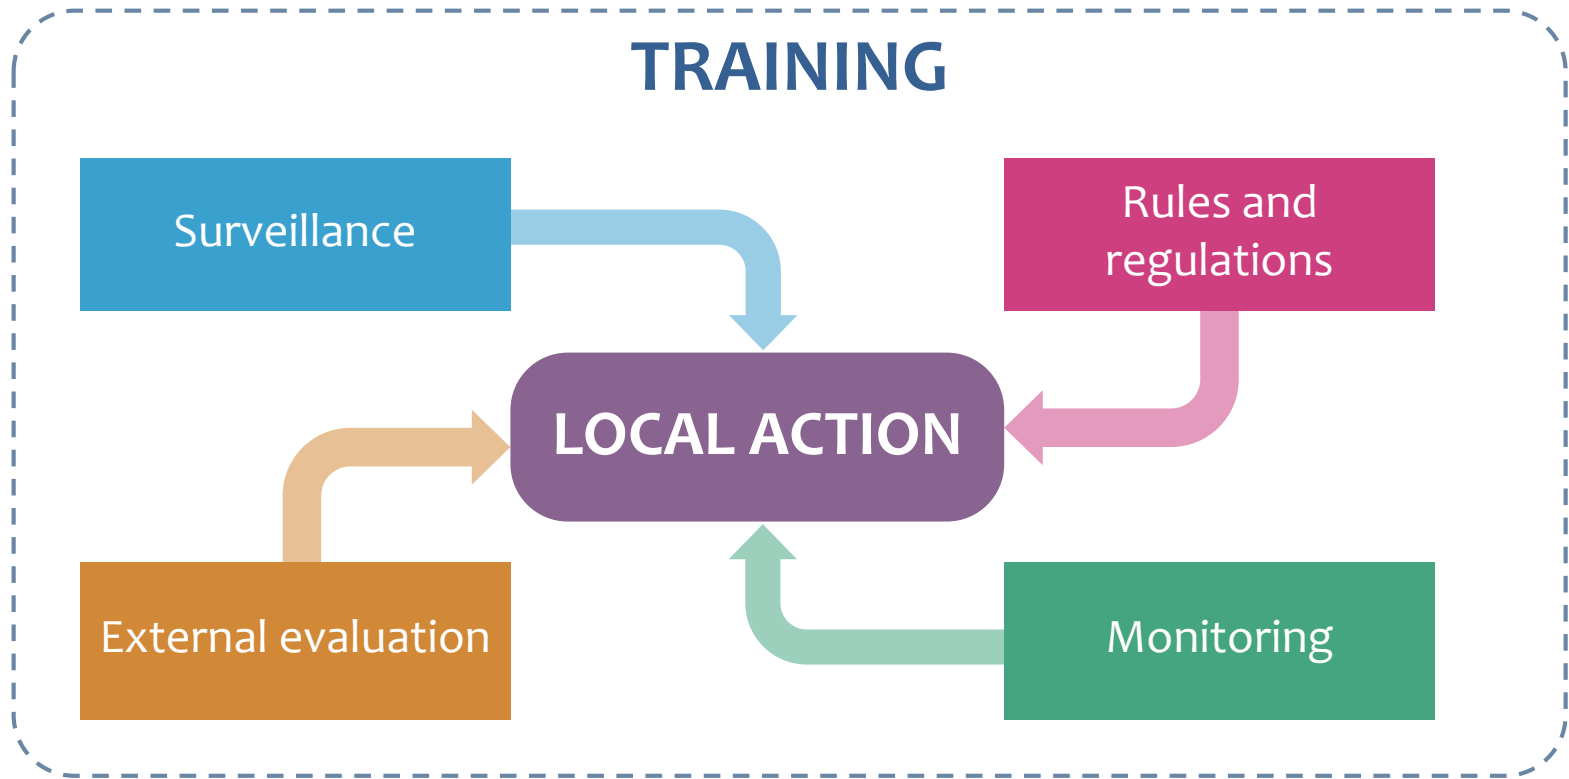 TRAINING
Surveillance
Rules and
regulations
LOCAL ACTION
External evaluation
Monitoring